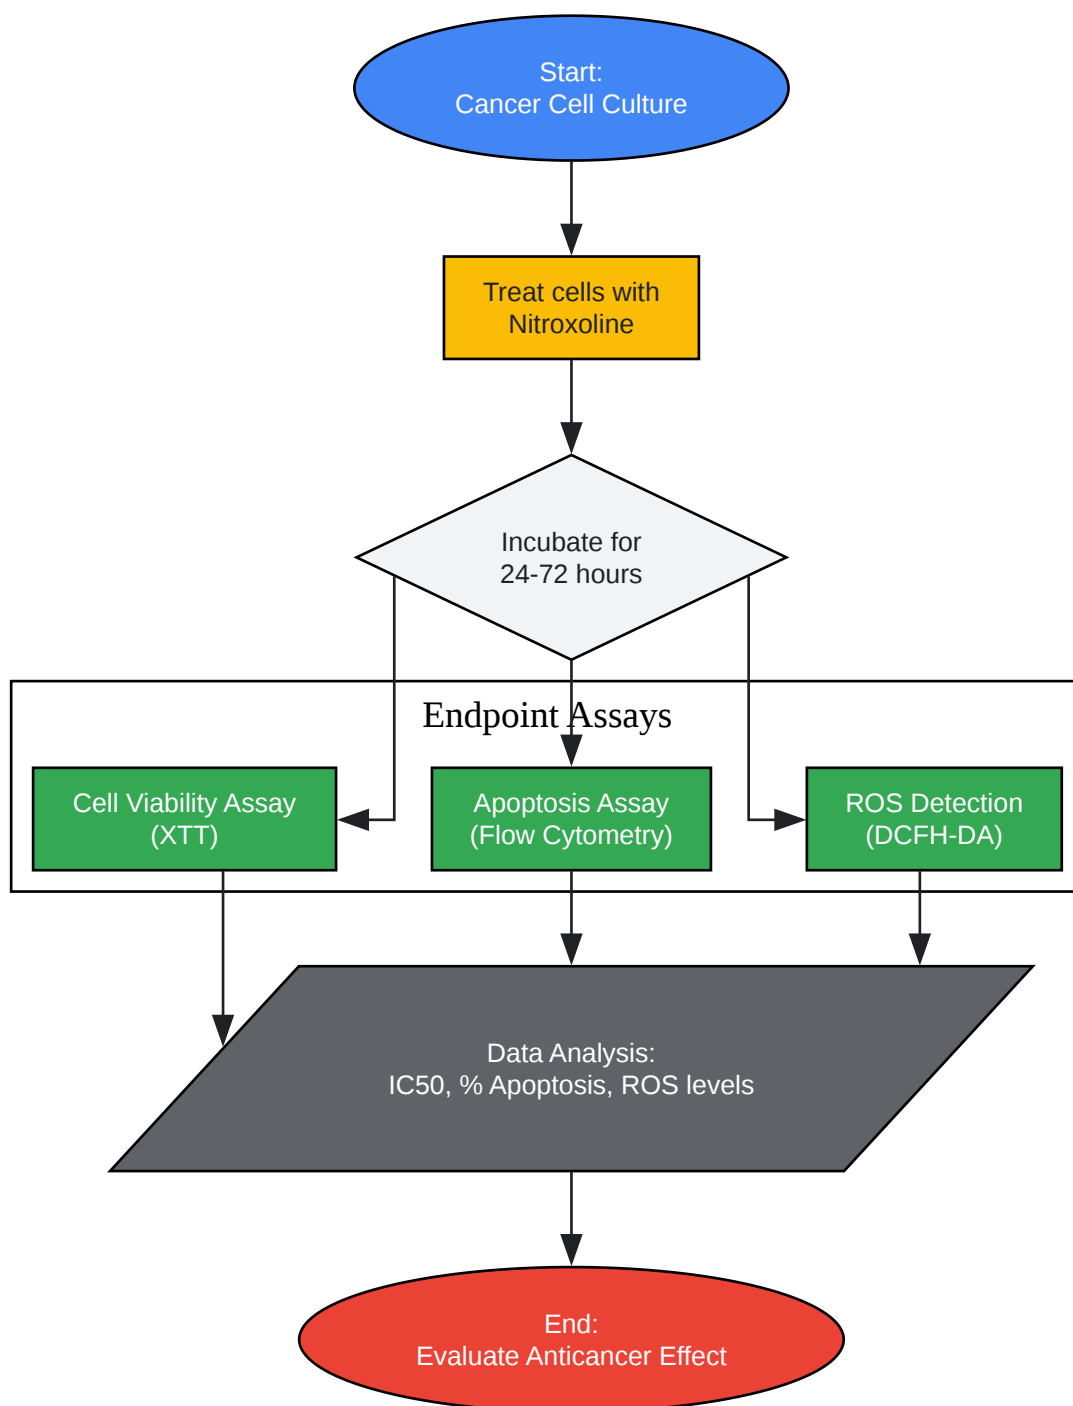 Start:
Cancer Cell Culture
Treat cells with
Nitroxoline
Incubate for
24-72 hours
Endpoint Assays
Cell Viability Assay
(XTT)
Apoptosis Assay
(Flow Cytometry)
ROS Detection
(DCFH-DA)
Data Analysis:
IC50, % Apoptosis, ROS levels
End:
Evaluate Anticancer Effect